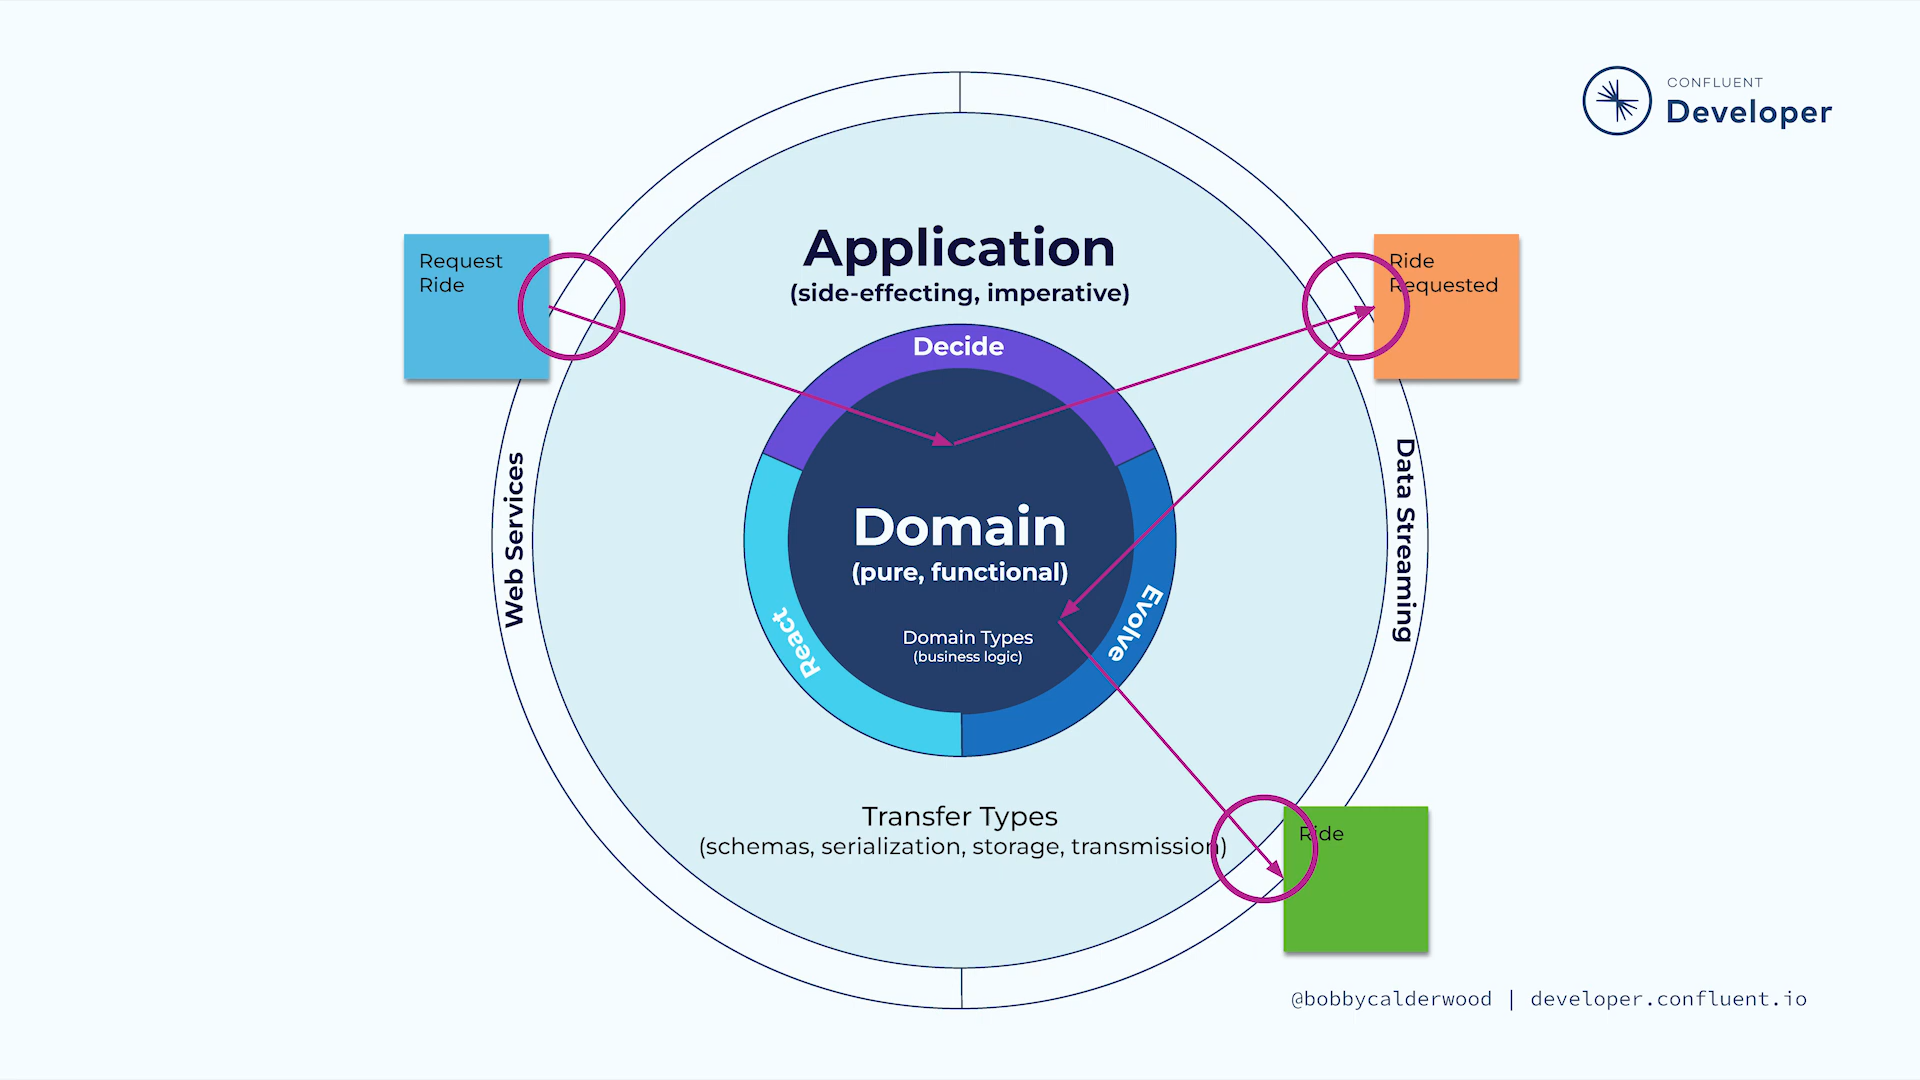 CONFLUENT
Developer
Request
Ride
Application
(side-effecting, imperative)
Ride
Requested
Decide
Web Services
Data Streaming
Domain
(pure, functional)
React
Evolve
Domain Types
(business logic)
Transfer Types
(schemas, serialization, storage, transmission)
Ride
@bobbycalderwood | developer.confluent.io